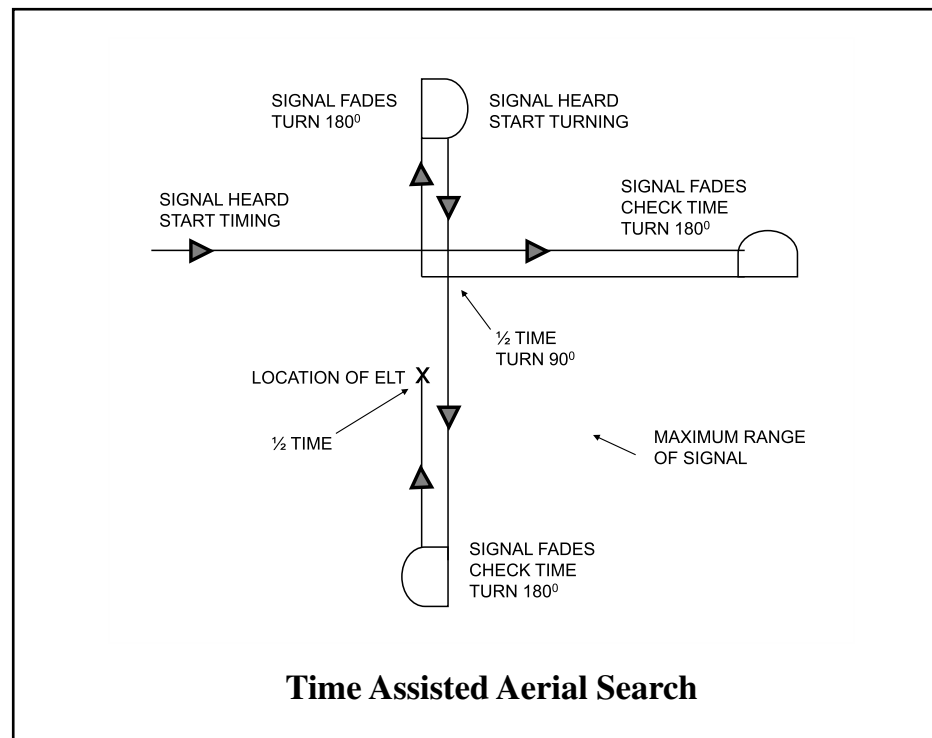 SIGNAL FADES
TURN 180⁰
SIGNAL HEARD
START TURNING
SIGNAL HEARD
START TIMING
SIGNAL FADES
CHECK TIME
TURN 180⁰
½ TIME
TURN 90⁰
LOCATION OF ELT X
½ TIME
MAXIMUM RANGE
OF SIGNAL
SIGNAL FADES
CHECK TIME
TURN 180⁰
Time Assisted Aerial Search